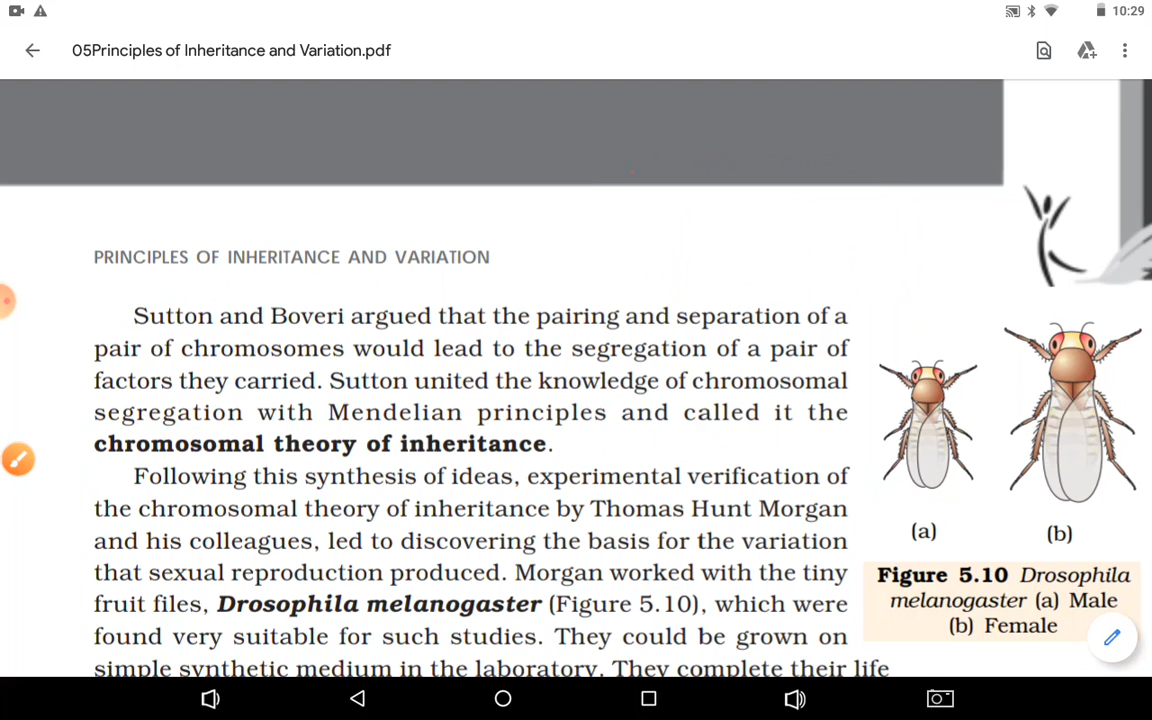 10:29
05Principles of Inheritance and Variation.pdf
PRINCIPLES OF INHERITANCE AND VARIATION
Sutton and Boveri argued that the pairing and separation of a
pair of chromosomes would lead to the segregation of a pair of
factors they carried. Sutton united the knowledge of chromosomal
segregation with Mendelian principles and called it the
chromosomal theory of inheritance.
Following this synthesis of ideas, experimental verification of
the chromosomal theory of inheritance by Thomas Hunt Morgan
and his colleagues, led to discovering the basis for the variation
that sexual reproduction produced. Morgan worked with the tiny
fruit files, Drosophila melanogaster (Figure 5.10), which were
found very suitable for such studies. They could be grown on
simple synthetic medium in the laboratory. They complete their life
(a)
(b)
Figure 5.10 Drosophila
melanogaster (a) Male
(b) Female